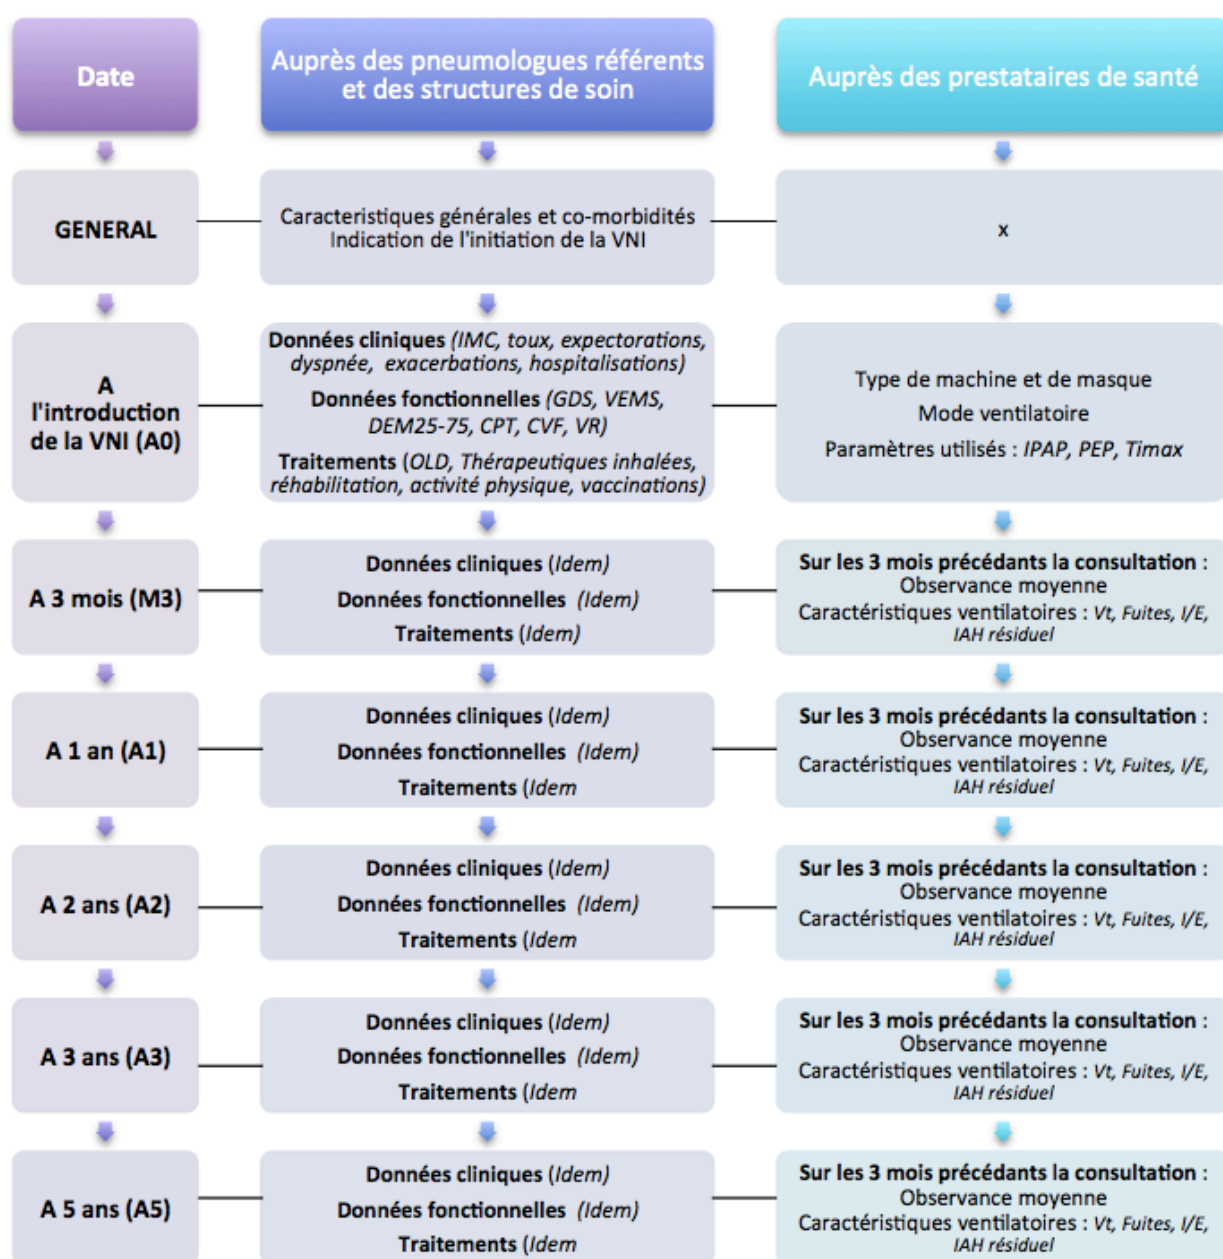 Date
Auprès des pneumologues référents
et des structures de soin
Auprès des prestataires de santé
GENERAL
Caracteristiques générales et co-morbidités
Indication de l'initiation de la VNI
x
A
l'introduction
de la VNI (A0)
Données cliniques (IMC, toux, expectorations,
dyspnée, exacerbations, hospitalisations)
Données fonctionnelles (GDS, VEMS,
DEM25-75, CPT, CVF, VR)
Traitements (OLD, Thérapeutiques inhalées,
réhabilitation, activité physique, vaccinations)
Type de machine et de masque
Mode ventilatoire
Paramètres utilisés : IPAP, PEP, Timax
A 3 mois (M3)
Données cliniques (Idem)
Données fonctionnelles (Idem)
Traitements (Idem)
Sur les 3 mois précédants la consultation :
Observance moyenne
Caractéristiques ventilatoires : Vt, Fuites, I/E,
IAH résiduel
A 1 an (A1)
Données cliniques (Idem)
Données fonctionnelles (Idem)
Traitements (Idem
Sur les 3 mois précédants la consultation :
Observance moyenne
Caractéristiques ventilatoires : Vt, Fuites, I/E,
IAH résiduel
A 2 ans (A2)
Données cliniques (Idem)
Données fonctionnelles (Idem)
Traitements (Idem
Sur les 3 mois précédants la consultation :
Observance moyenne
Caractéristiques ventilatoires : Vt, Fuites, I/E,
IAH résiduel
A 3 ans (A3)
Données cliniques (Idem)
Données fonctionnelles (Idem)
Traitements (Idem
Sur les 3 mois précédants la consultation :
Observance moyenne
Caractéristiques ventilatoires : Vt, Fuites, I/E,
IAH résiduel
A 5 ans (A5)
Données cliniques (Idem)
Données fonctionnelles (Idem)
Traitements (Idem
Sur les 3 mois précédants la consultation :
Observance moyenne
Caractéristiques ventilatoires : Vt, Fuites, I/E,
IAH résiduel